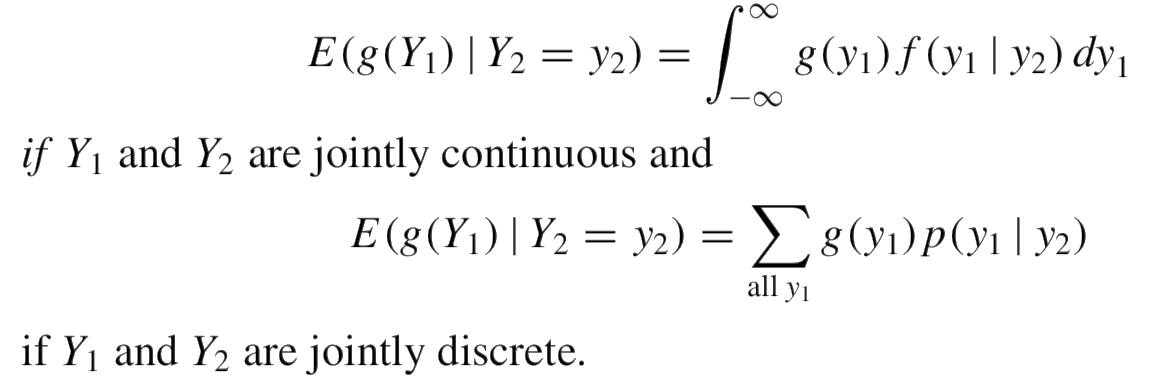 E(g(Y₁) | Y₂ = y₂) = ∫_{−∞}^{∞} g(y₁) f(y₁ | y₂) dy₁
if Y₁ and Y₂ are jointly continuous and
E(g(Y₁) | Y₂ = y₂) = ∑_{all y₁} g(y₁)p(y₁ | y₂)
if Y₁ and Y₂ are jointly discrete.